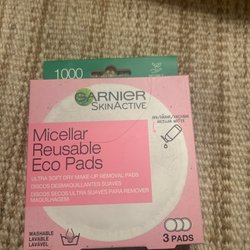 1000
GARNIER
SKINACTIVE
Micellar
Reusable
Eco Pads
ULTRA SOFT DRY MAKE-UP REMOVAL PADS
DISCOS DESMAQUILLANTES SUAVES
DISCOS SECOS ULTRA SUAVES PARA REMOVER
MAQUILHAGEM
3 PADS
WASHABLE
LAVABLE
LAVÁVEL